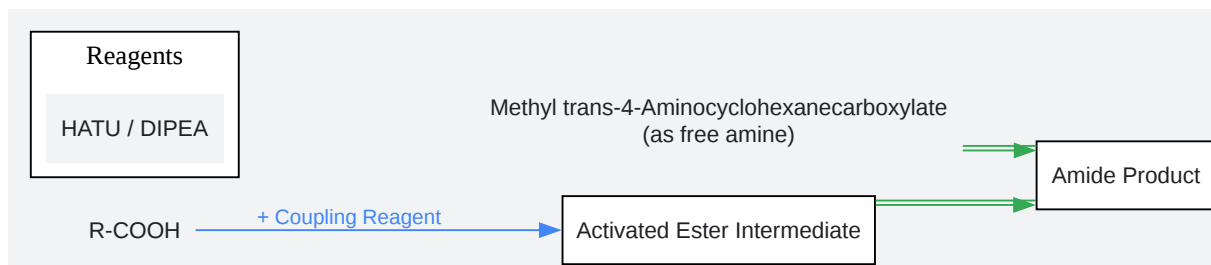 Reagents
HATU / DIPEA
Methyl trans-4-Aminocyclohexanecarboxylate
(as free amine)
Amide Product
R-COOH
+ Coupling Reagent
Activated Ester Intermediate